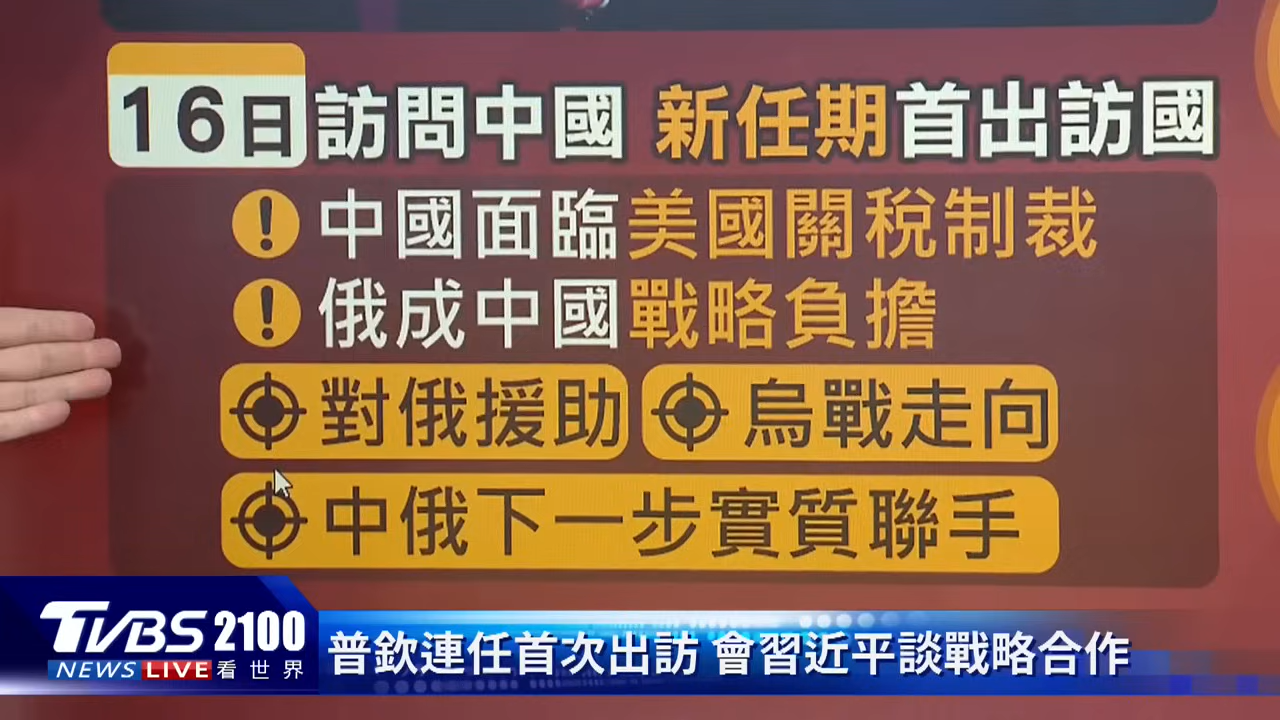 16日 訪問中國 新任期首出訪國
! 中國面臨美國關稅制裁
! 俄成中國戰略負擔
對俄援助 烏戰走向
中俄下一步實質聯手
TVBS 2100
NEWS LIVE 看世界
普欽連任首次出訪 會習近平談戰略合作